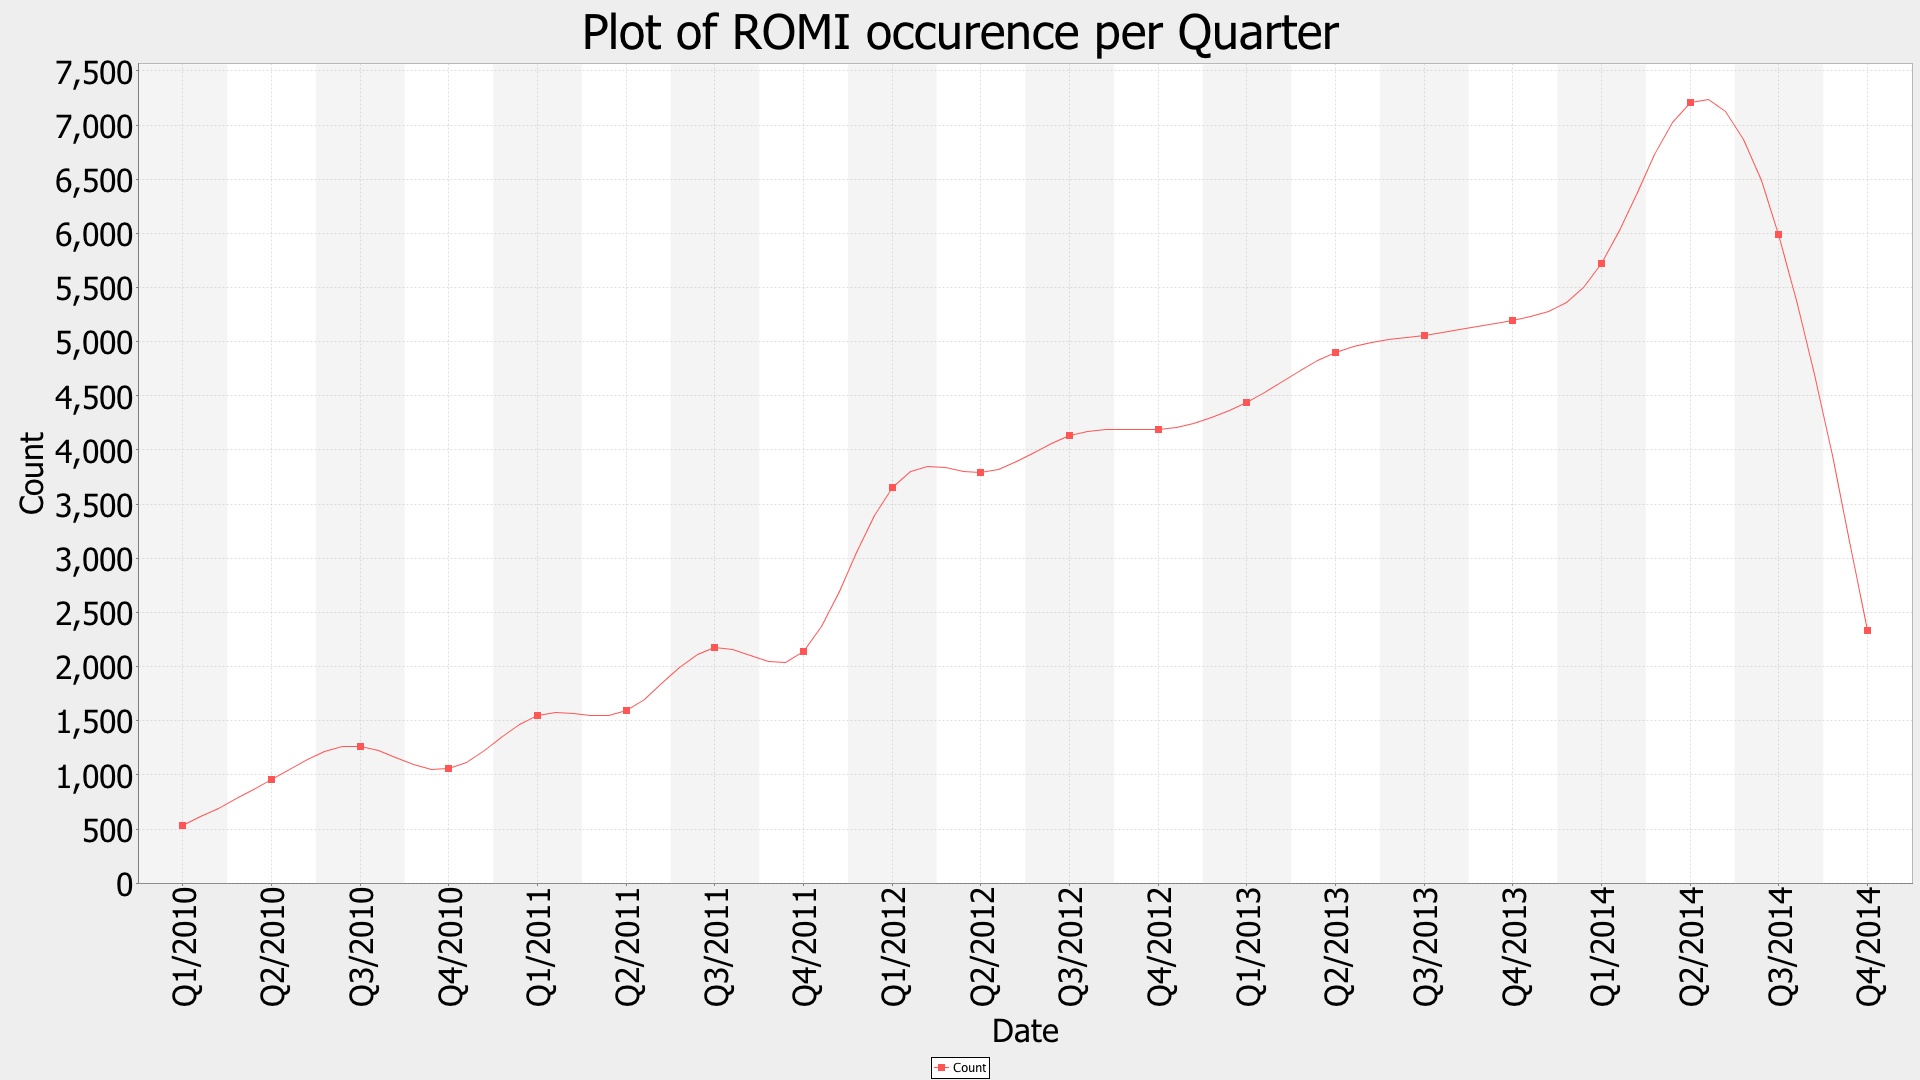 Plot of ROMI occurence per Quarter
7,500
7,000
6,500
6,000
5,500
5,000
4,500
4,000
3,500
3,000
2,500
2,000
1,500
1,000
500
0
Count
Q1/2010
Q2/2010
Q3/2010
Q4/2010
Q1/2011
Q2/2011
Q3/2011
Q4/2011
Q1/2012
Q2/2012
Q3/2012
Q4/2012
Q1/2013
Q2/2013
Q3/2013
Q4/2013
Q1/2014
Q2/2014
Q3/2014
Q4/2014
Date
Count